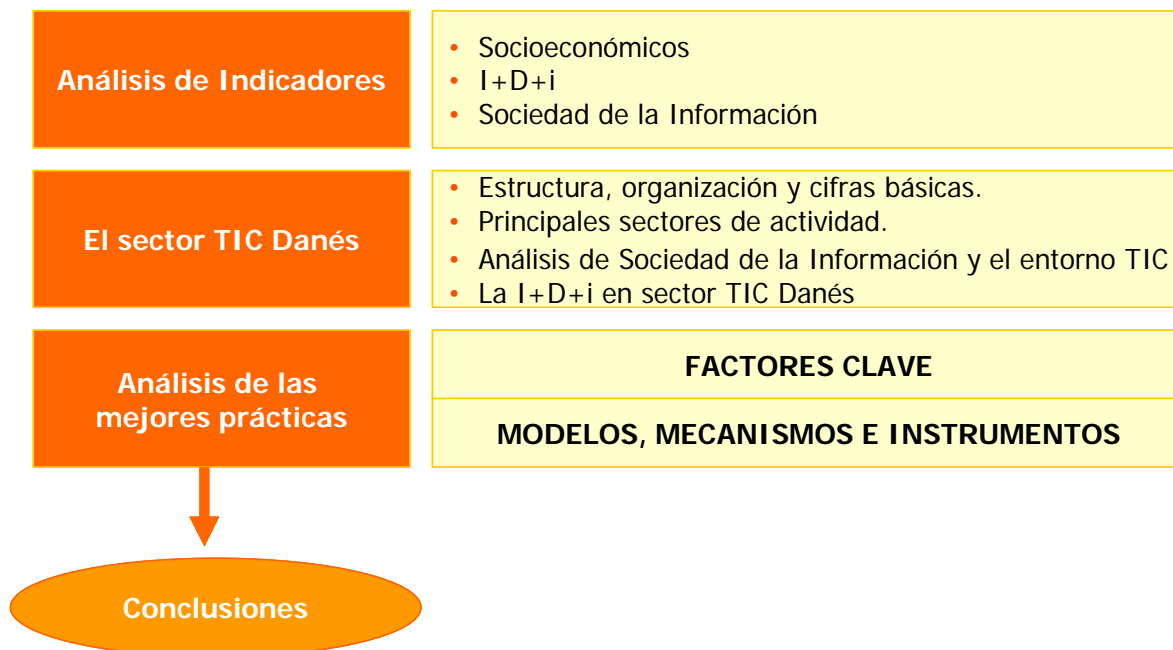 Análisis de Indicadores
• Socioeconómicos
• I+D+i
• Sociedad de la Información
El sector TIC Danés
• Estructura, organización y cifras básicas.
• Principales sectores de actividad.
• Análisis de Sociedad de la Información y el entorno TIC
• La I+D+i en sector TIC Danés
Análisis de las
mejores prácticas
FACTORES CLAVE
MODELOS, MECANISMOS E INSTRUMENTOS
Conclusiones